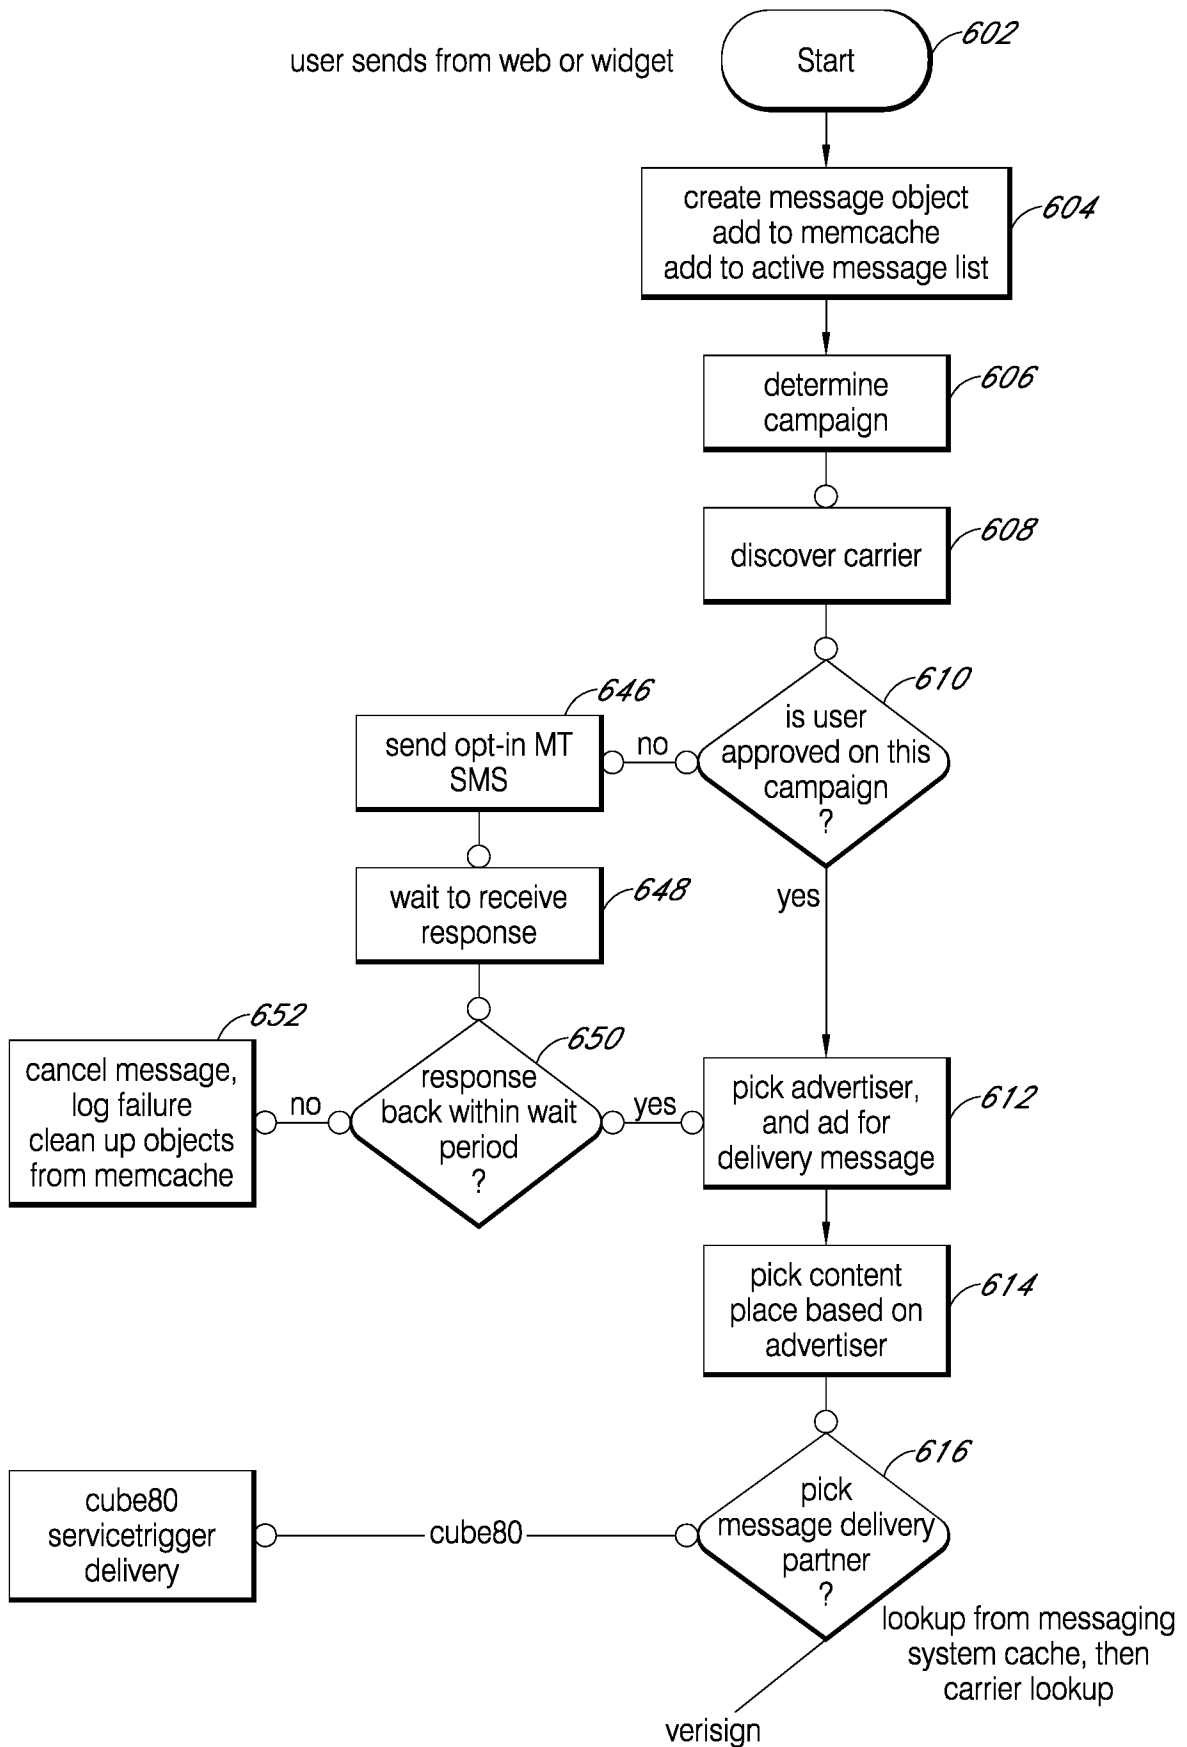 user sends from web or widget
Start
602
create message object
add to memcache
add to active message list
604
determine
campaign
606
discover carrier
608
is user
approved on this
campaign
?
610
no
yes
send opt-in MT
SMS
646
wait to receive
response
648
response
back within wait
period
?
650
no
yes
cancel message,
log failure
clean up objects
from memcache
652
pick advertiser,
and ad for
delivery message
612
pick content
place based on
advertiser
614
pick
message delivery
partner
?
616
cube80
cube80
servicetrigger
delivery
lookup from messaging
system cache, then
carrier lookup
verisign